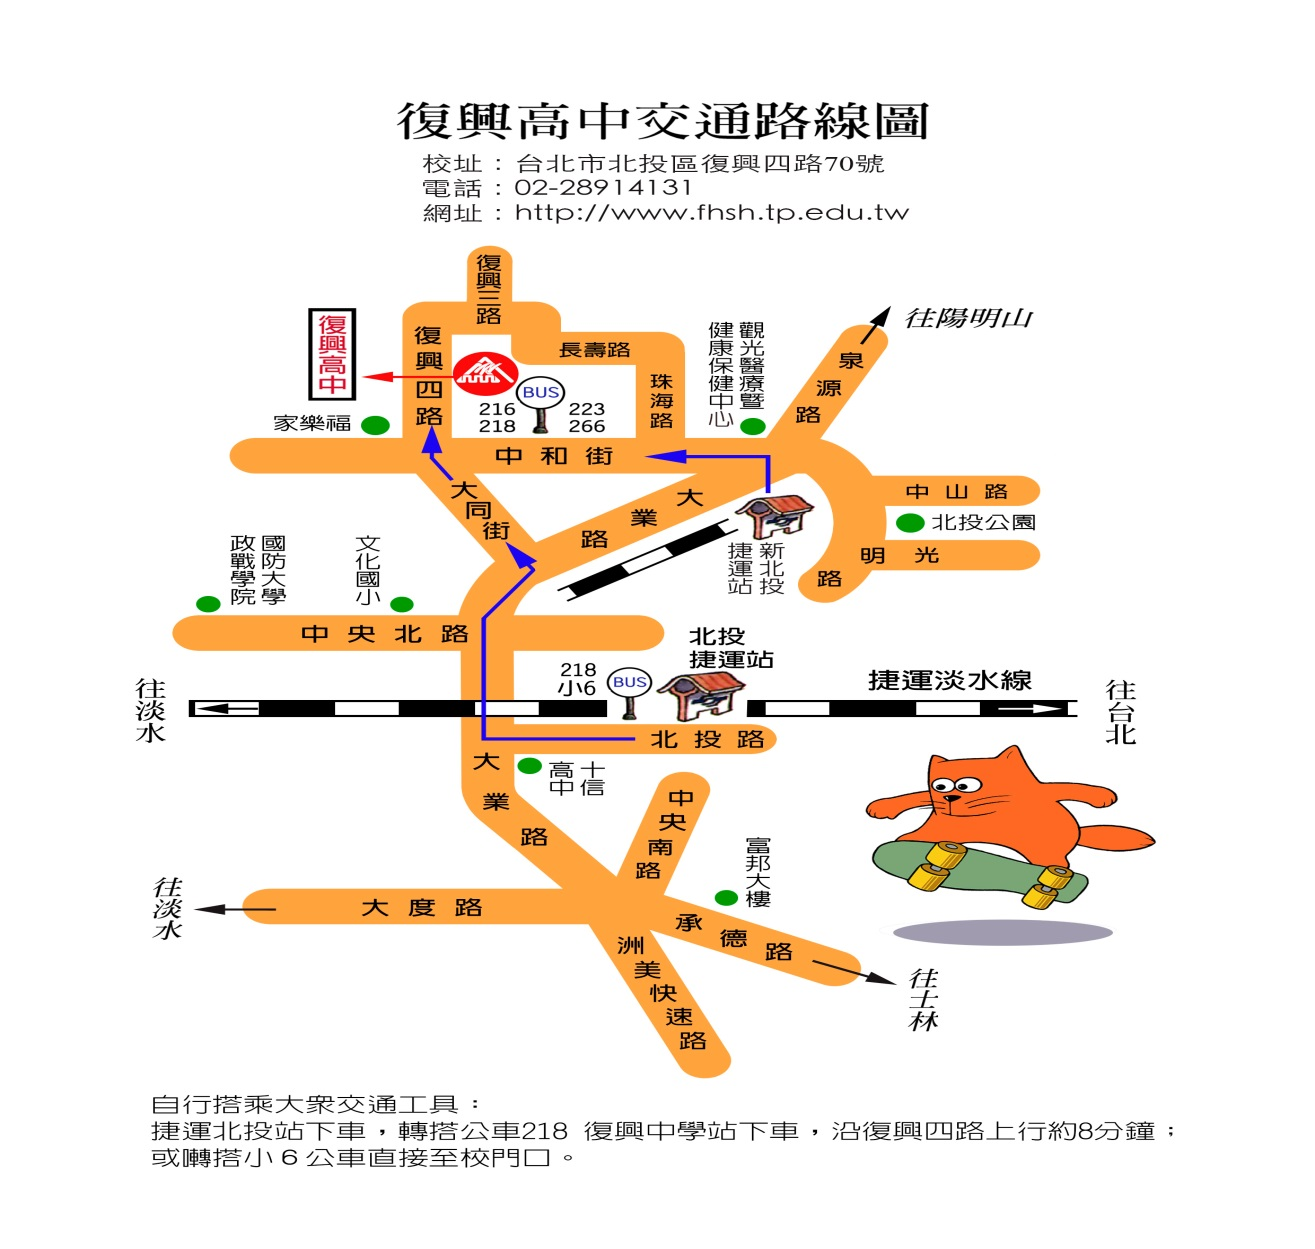 復興高中交通路線圖
校址：台北市北投區復興四路70號
電話：02-28914131
網址：http://www.fhsh.tp.edu.tw
復興三路
復興高中
復興四路
長壽路
珠海路
BUS
216 223
218 266
家樂福
觀光醫療暨
健康保健中心
往陽明山
泉源路
中和街
大同街
大業路
中山路
北投公園
光明路
新北投
捷運站
國防大學
政戰學院
文化國小
中央北路
北投
捷運站
218
小6
BUS
捷運淡水線
往淡水
往台北
北投路
大業路
十信
高中
中央南路
富邦大樓
往淡水
大度路
承德路
往士林
洲美快速路
自行搭乘大眾交通工具：
捷運北投站下車，轉搭公車218 復興中學站下車，沿復興四路上行約8分鐘；
或囀搭小６公車直接至校門口。